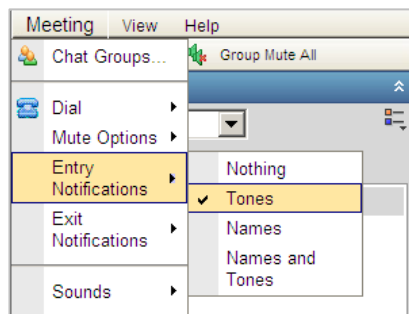 Meeting View Help
Chat Groups... Group Mute All
Dial
Mute Options
Entry
Notifications
Nothing
Tones
Names
Names and
Tones
Exit
Notifications
Sounds